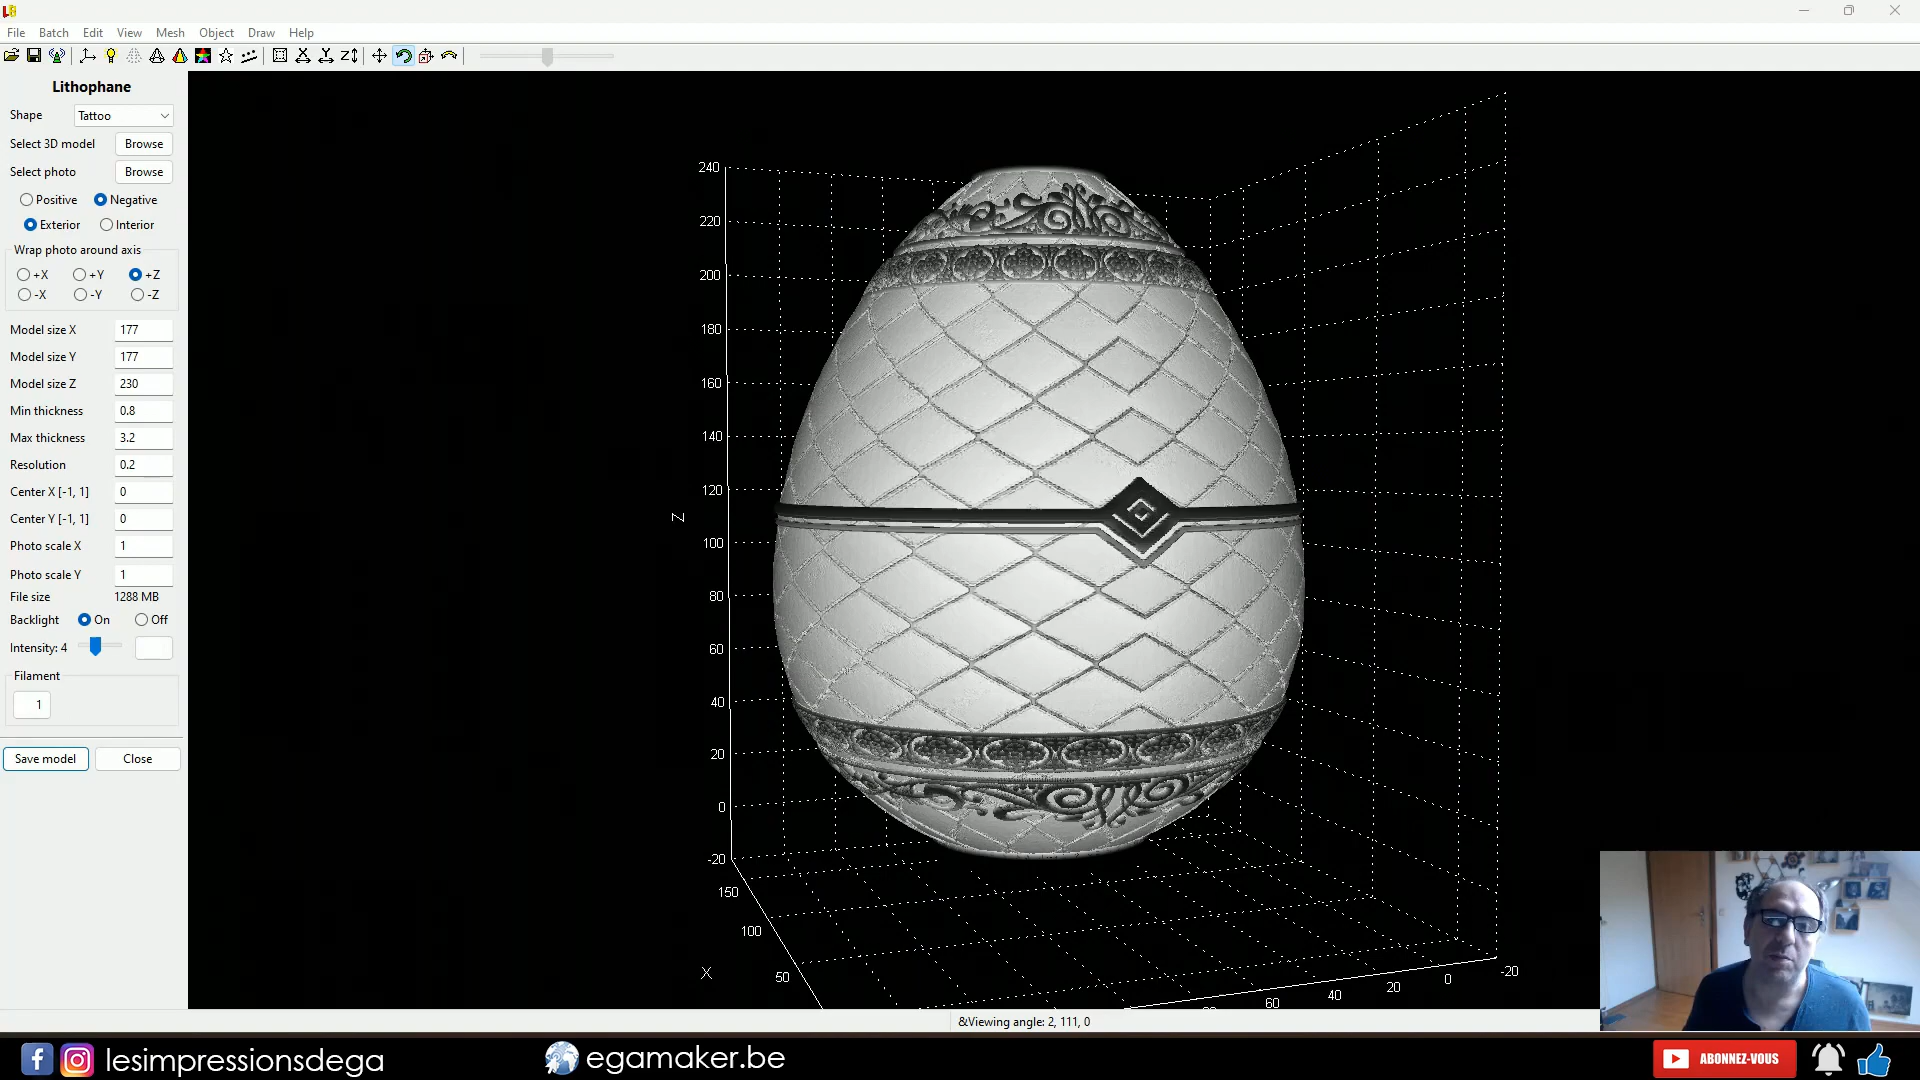 File Batch Edit View Mesh Object Draw Help
Lithophane
Shape Tattoo
Select 3D model Browse
Select photo Browse
Positive Negative
Exterior Interior
Wrap photo around axis
+X +Y +Z
-X -Y -Z
Model size X 177
Model size Y 177
Model size Z 230
Min thickness 0.8
Max thickness 3.2
Resolution 0.2
Center X [-1, 1] 0
Center Y [-1, 1] 0
Photo scale X 1
Photo scale Y 1
File size 1288 MB
Backlight On Off
Intensity: 4
Filament
1
Save model Close
240
220
200
180
160
140
120
Z
100
80
60
40
20
0
-20
150
100
X 50
60 40 20 0 -20
&Viewing angle: 2, 111, 0
lesimpressionsdega egamaker.be ABONNEZ-VOUS